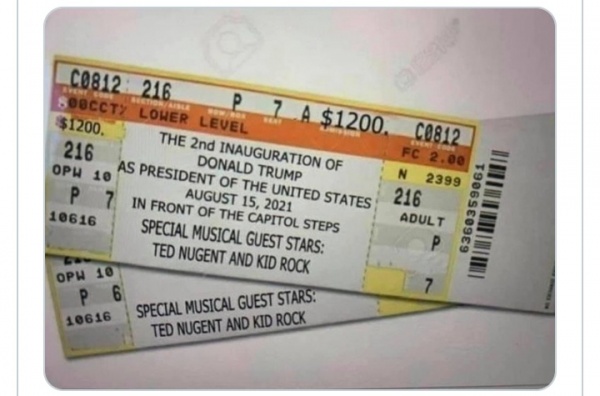 C0812 216 P 7 A $1200. C0812
LOWER LEVEL FC 2.00
$1200. N 2399
216 216
OPW 10 ADULT
P 7 P
10616 7
THE 2nd INAUGURATION OF
DONALD TRUMP
AS PRESIDENT OF THE UNITED STATES
AUGUST 15, 2021
IN FRONT OF THE CAPITOL STEPS
SPECIAL MUSICAL GUEST STARS:
TED NUGENT AND KID ROCK
6360359061
OPW 10
P 6
10616
SPECIAL MUSICAL GUEST STARS:
TED NUGENT AND KID ROCK